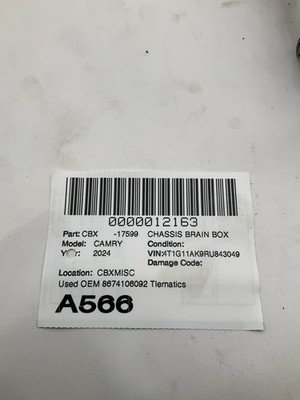 0000012163
Part: CBX -17599 CHASSIS BRAIN BOX
Model: CAMRY Condition:
Year: 2024 VIN:4T1G11AK9RU843049
Damage Code:
Location: CBXMISC
Used OEM 8674106092 Tlematics
A566